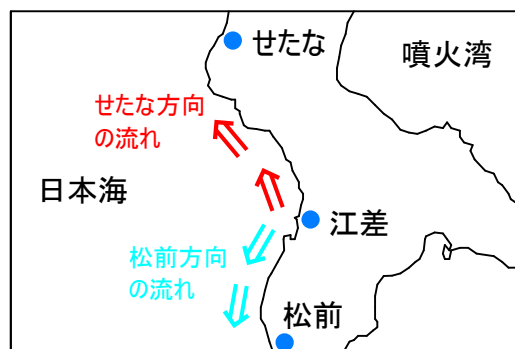 せたな
噴火湾
せたな方向
の流れ
日本海
江差
松前方向
の流れ
松前